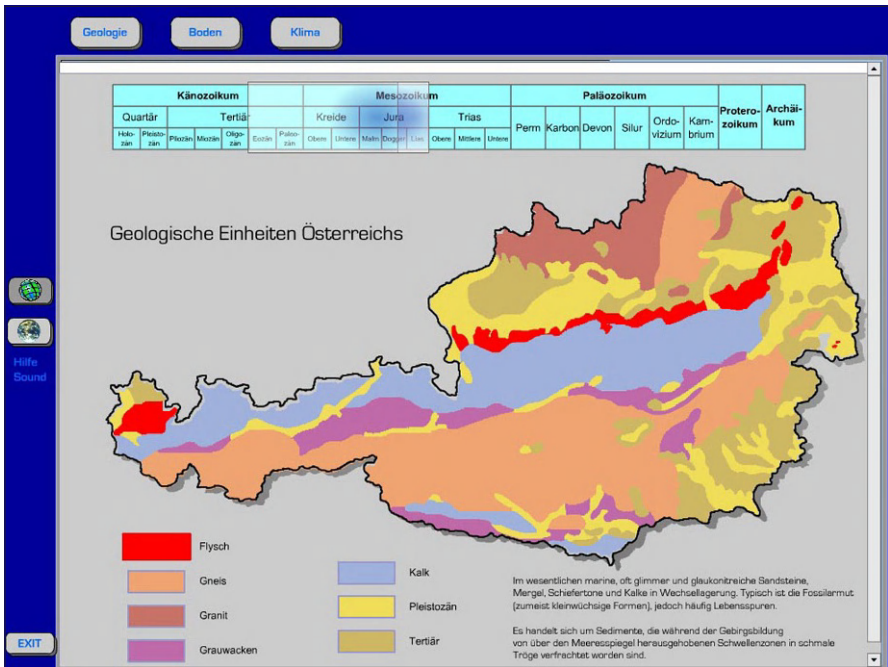 Geologie
Boden
Klima
Känozoikum
Mesozoikum
Paläozoikum
Protero-
zoikum
Archäi-
kum
Quartär
Tertiär
Kreide
Jura
Trias
Perm
Karbon
Devon
Silur
Ordo-
vizium
Kam-
brium
Holo-
zän
Pleisto-
zän
Pliozän
Miozän
Oligo-
zän
Eozän
Paleo-
zän
Obere
Untere
Malm
Dogger
Lias
Obere
Mittlere
Untere
Geologische Einheiten Österreichs
Hilfe
Sound
EXIT
Flysch
Gneis
Granit
Grauwacken
Kalk
Pleistozän
Tertiär
Im wesentlichen marine, oft glimmer und glaukonitreiche Sandsteine,
Mergel, Schiefertone und Kalke in Wechsellagerung. Typisch ist die Fossilarmut
(zumeist kleinwüchsige Formen), jedoch häufig Lebensspuren.
Es handelt sich um Sedimente, die während der Gebirgsbildung
von über den Meeresspiegel herausgehobenen Schwellenzonen in schmale
Tröge verfrachtet worden sind.